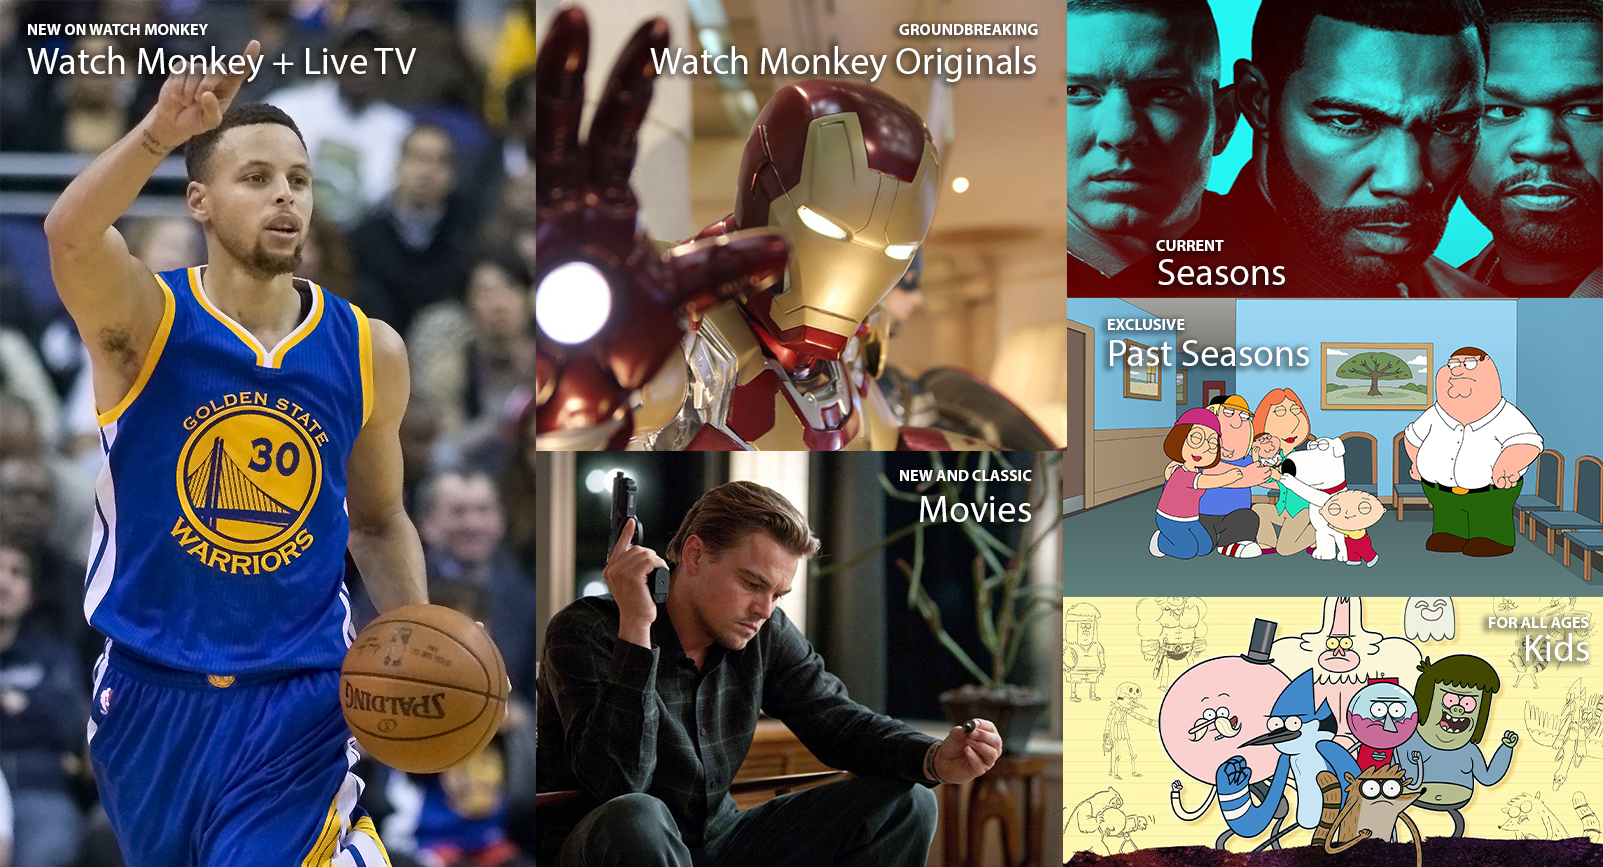 NEW ON WATCH MONKEY
Watch Monkey + Live TV
GOLDEN STATE
30
WARRIORS
SPALDING
GROUNDBREAKING
Watch Monkey Originals
NEW AND CLASSIC
Movies
CURRENT
Seasons
EXCLUSIVE
Past Seasons
FOR ALL AGES
Kids